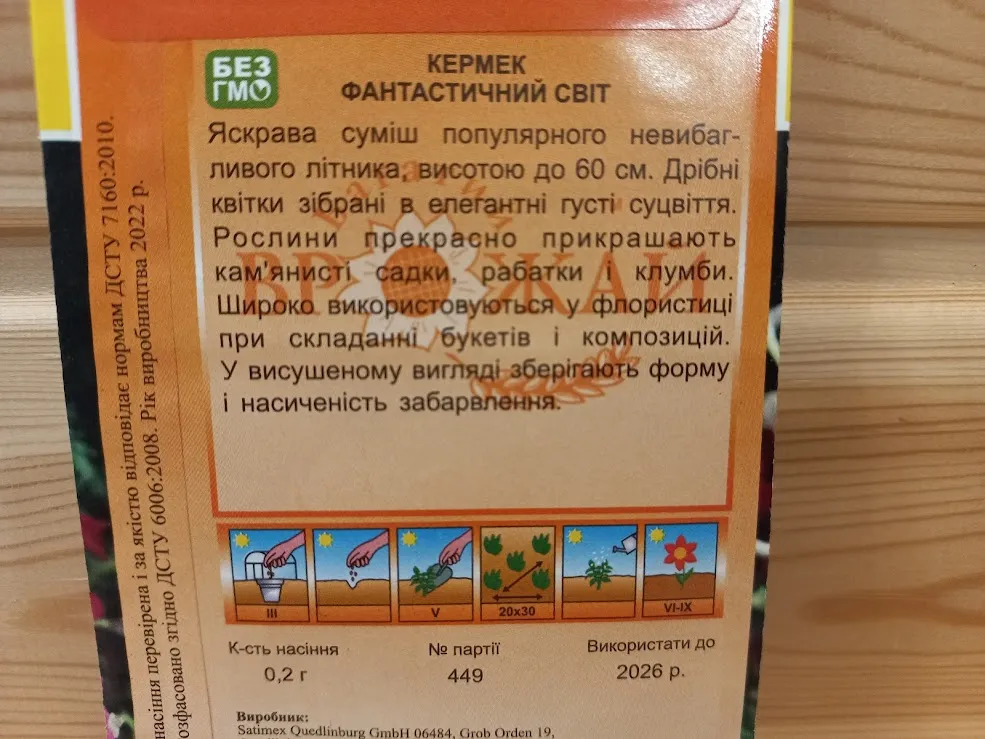 БЕЗ
ГМО
КЕРМЕК
ФАНТАСТИЧНИЙ СВІТ
Яскрава суміш популярного невибаг-
ливого літника, висотою до 60 см. Дрібні
квітки зібрані в елегантні густі суцвіття.
Рослини прекрасно прикрашають
кам'янисті садки, рабатки і клумби.
Широко використовуються у флористиці
при складанні букетів і композицій.
У висушеному вигляді зберігають форму
і насиченість забарвлення.
Багатий
ВРОЖАЙ
III
V
20х30
VI-IX
К-сть насіння
0,2 г
№ партії
449
Використати до
2026 р.
Виробник:
Satimex Quedlinburg GmbH 06484, Grob Orden 19,
насіння перевірена і за якістю відповідає нормам ДСТУ 7160:2010.
озфасовано згідно ДСТУ 6006:2008. Рік виробництва 2022 р.